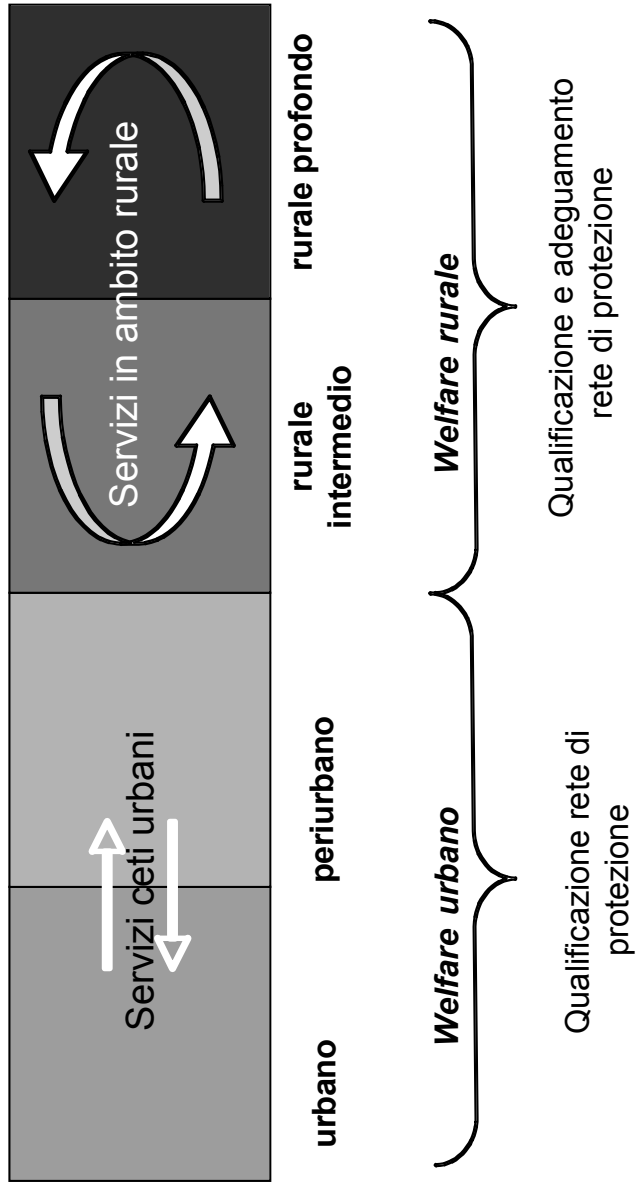 Servizi ceti urbani
Servizi in ambito rurale
urbano
periurbano
rurale
intermedio
rurale profondo
Welfare urbano
Welfare rurale
Qualificazione rete di
protezione
Qualificazione e adeguamento
rete di protezione